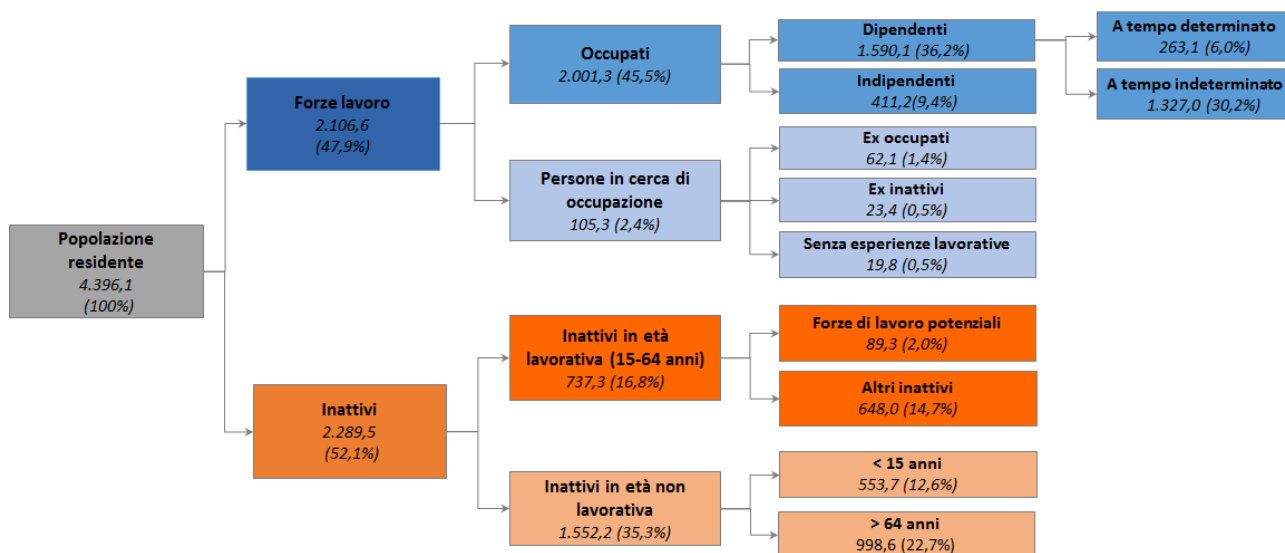 Popolazione
residente
4.396,1
(100%)
Forze lavoro
2.106,6
(47,9%)
Occupati
2.001,3 (45,5%)
Dipendenti
1.590,1 (36,2%)
A tempo determinato
263,1 (6,0%)
A tempo indeterminato
1.327,0 (30,2%)
Indipendenti
411,2(9,4%)
Persone in cerca di
occupazione
105,3 (2,4%)
Ex occupati
62,1 (1,4%)
Ex inattivi
23,4 (0,5%)
Senza esperienze lavorative
19,8 (0,5%)
Inattivi
2.289,5
(52,1%)
Inattivi in età
lavorativa (15-64 anni)
737,3 (16,8%)
Forze di lavoro potenziali
89,3 (2,0%)
Altri inattivi
648,0 (14,7%)
Inattivi in età non
lavorativa
1.552,2 (35,3%)
< 15 anni
553,7 (12,6%)
> 64 anni
998,6 (22,7%)